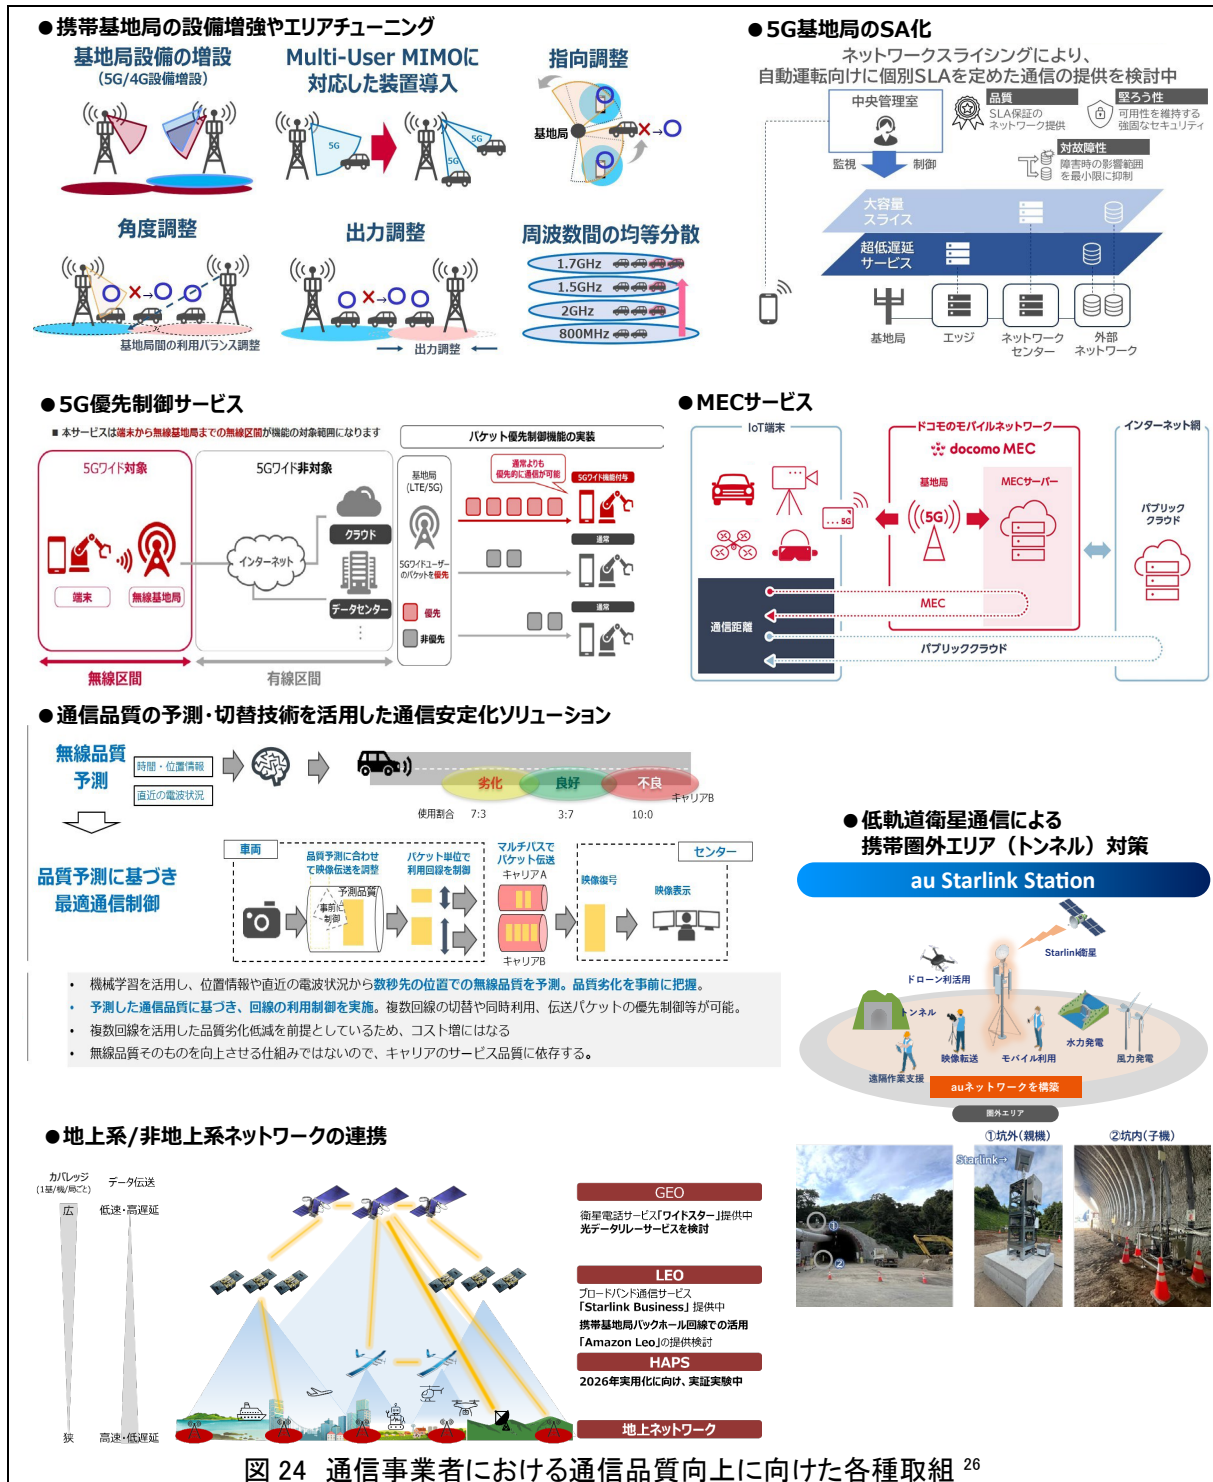 ●携帯基地局の設備増強やエリアチューニング
基地局設備の増設
（5G/4G設備増設）
Multi-User MIMOに
対応した装置導入
5G
5G
5G
指向調整
基地局
×→○
角度調整
○×→○ ○
基地局間の利用バランス調整
出力調整
○×→○○
→ 出力調整 ←
周波数間の均等分散
1.7GHz
1.5GHz
2GHz
800MHz
●5G基地局のSA化
ネットワークスライシングにより、
自動運転向けに個別SLAを定めた通信の提供を検討中
中央管理室
監視
制御
品質
SLA保証の
ネットワーク提供
堅ろう性
可用性を維持する
強固なセキュリティ
対故障性
障害時の影響範囲
を最小限に抑制
大容量
スライス
超低遅延
サービス
基地局
エッジ
ネットワーク
センター
外部
ネットワーク
●5G優先制御サービス
■ 本サービスは端末から無線基地局までの無線区間が機能の対象範囲になります
5Gワイド対象
端末
無線基地局
5Gワイド非対象
インターネット
クラウド
データセンター
⋮
無線区間
有線区間
パケット優先制御機能の実装
基地局
(LTE/5G)
5Gワイドユーザー
のパケットを優先
優先
非優先
通常よりも
優先的に通信が可能
5Gワイド機能付与
通常
通常
●MECサービス
IoT端末
...5G
ドコモのモバイルネットワーク
docomo MEC
基地局
5G
MECサーバー
インターネット網
パブリック
クラウド
通信距離
MEC
パブリッククラウド
●通信品質の予測・切替技術を活用した通信安定化ソリューション
無線品質
予測
時間・位置情報
直近の電波状況
劣化
良好
不良
キャリアB
使用割合 7:3 3:7 10:0
品質予測に基づき
最適通信制御
車両
品質予測に合わせ
て映像伝送を調整
予測品質
事前に
制御
パケット単位で
利用回線を制御
マルチパスで
パケット伝送
キャリアA
キャリアB
センター
映像復号
映像表示
• 機械学習を活用し、位置情報や直近の電波状況から数秒先の位置での無線品質を予測。品質劣化を事前に把握。
• 予測した通信品質に基づき、回線の利用制御を実施。複数回線の切替や同時利用、伝送パケットの優先制御等が可能。
• 複数回線を活用した品質劣化低減を前提としているため、コスト増にはなる
• 無線品質そのものを向上させる仕組みではないので、キャリアのサービス品質に依存する。
●低軌道衛星通信による
携帯圏外エリア（トンネル）対策
au Starlink Station
Starlink衛星
ドローン利活用
トンネル
遠隔作業支援
映像転送
モバイル利用
水力発電
風力発電
auネットワークを構築
圏外エリア
①
②
①坑外(親機)
Starlink→
②坑内(子機)
●地上系/非地上系ネットワークの連携
カバレッジ
(1基/機/局ごと)
データ伝送
広
低速・高遅延
狭
高速・低遅延
GEO
衛星電話サービス「ワイドスター」提供中
光データリレーサービスを検討
LEO
ブロードバンド通信サービス
「Starlink Business」提供中
携帯基地局バックホール回線での活用
「Amazon Leo」の提供検討
HAPS
2026年実用化に向け、実証実験中
地上ネットワーク
図 24 通信事業者における通信品質向上に向けた各種取組 26